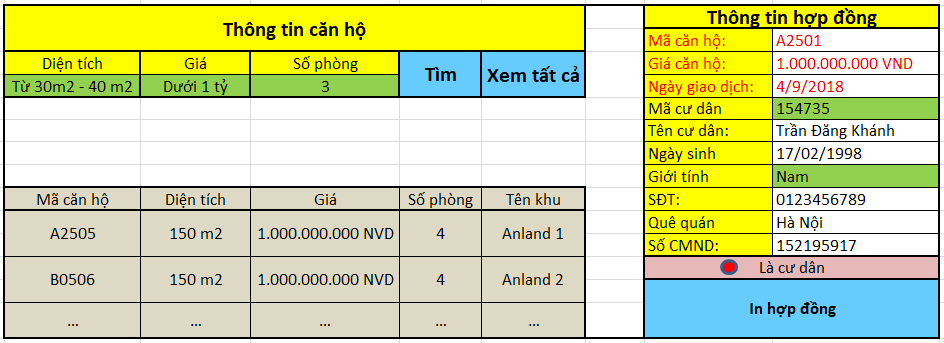 Thông tin căn hộ
Diện tích Giá Số phòng Tìm Xem tất cả
Từ 30m2 - 40 m2 Dưới 1 tỷ 3
Mã căn hộ Diện tích Giá Số phòng Tên khu
A2505 150 m2 1.000.000.000 NVD 4 Anland 1
B0506 150 m2 1.000.000.000 NVD 4 Anland 2
... ... ... ... ...
Thông tin hợp đồng
Mã căn hộ: A2501
Giá căn hộ: 1.000.000.000 VND
Ngày giao dịch: 4/9/2018
Mã cư dân 154735
Tên cư dân: Trần Đăng Khánh
Ngày sinh 17/02/1998
Giới tính Nam
SĐT: 0123456789
Quê quán Hà Nội
Số CMND: 152195917
Là cư dân
In hợp đồng